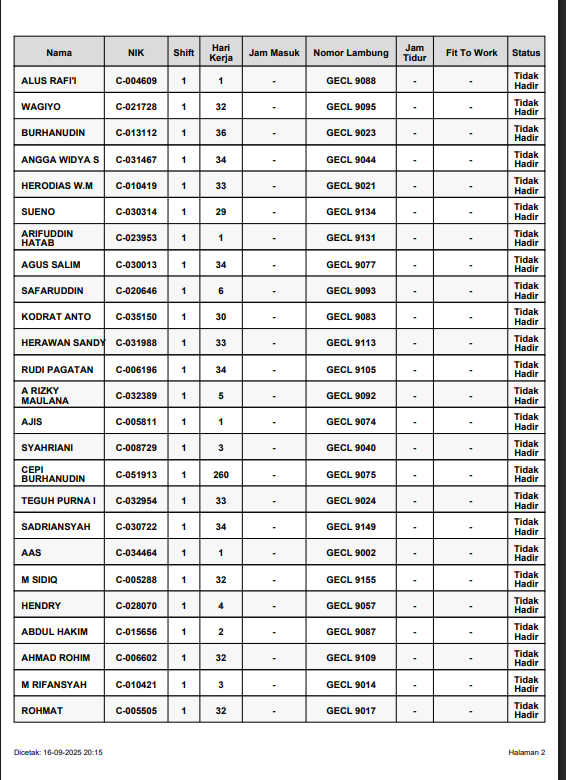 Nama NIK Shift Hari Kerja Jam Masuk Nomor Lambung Jam Tidur Fit To Work Status
ALUS RAFI'I C-004609 1 1 - GECL 9088 - - Tidak Hadir
WAGIYO C-021728 1 32 - GECL 9095 - - Tidak Hadir
BURHANUDIN C-013112 1 36 - GECL 9023 - - Tidak Hadir
ANGGA WIDYA S C-031467 1 34 - GECL 9044 - - Tidak Hadir
HERODIAS W.M C-010419 1 33 - GECL 9021 - - Tidak Hadir
SUENO C-030314 1 29 - GECL 9134 - - Tidak Hadir
ARIFUDDIN HATAB C-023953 1 1 - GECL 9131 - - Tidak Hadir
AGUS SALIM C-030013 1 34 - GECL 9077 - - Tidak Hadir
SAFARUDDIN C-020646 1 6 - GECL 9093 - - Tidak Hadir
KODRAT ANTO C-035150 1 30 - GECL 9083 - - Tidak Hadir
HERAWAN SANDY C-031988 1 33 - GECL 9113 - - Tidak Hadir
RUDI PAGATAN C-006196 1 34 - GECL 9105 - - Tidak Hadir
A RIZKY MAULANA C-032389 1 5 - GECL 9092 - - Tidak Hadir
AJIS C-005811 1 1 - GECL 9074 - - Tidak Hadir
SYAHRIANI C-008729 1 3 - GECL 9040 - - Tidak Hadir
CEPI BURHANUDIN C-051913 1 260 - GECL 9075 - - Tidak Hadir
TEGUH PURNA I C-032954 1 33 - GECL 9024 - - Tidak Hadir
SADRIANSYAH C-030722 1 34 - GECL 9149 - - Tidak Hadir
AAS C-034464 1 1 - GECL 9002 - - Tidak Hadir
M SIDIQ C-005288 1 32 - GECL 9155 - - Tidak Hadir
HENDRY C-028070 1 4 - GECL 9057 - - Tidak Hadir
ABDUL HAKIM C-015656 1 2 - GECL 9087 - - Tidak Hadir
AHMAD ROHIM C-006602 1 32 - GECL 9109 - - Tidak Hadir
M RIFANSYAH C-010421 1 3 - GECL 9014 - - Tidak Hadir
ROHMAT C-005505 1 32 - GECL 9017 - - Tidak Hadir
Dicetak: 16-09-2025 20:15 Halaman 2